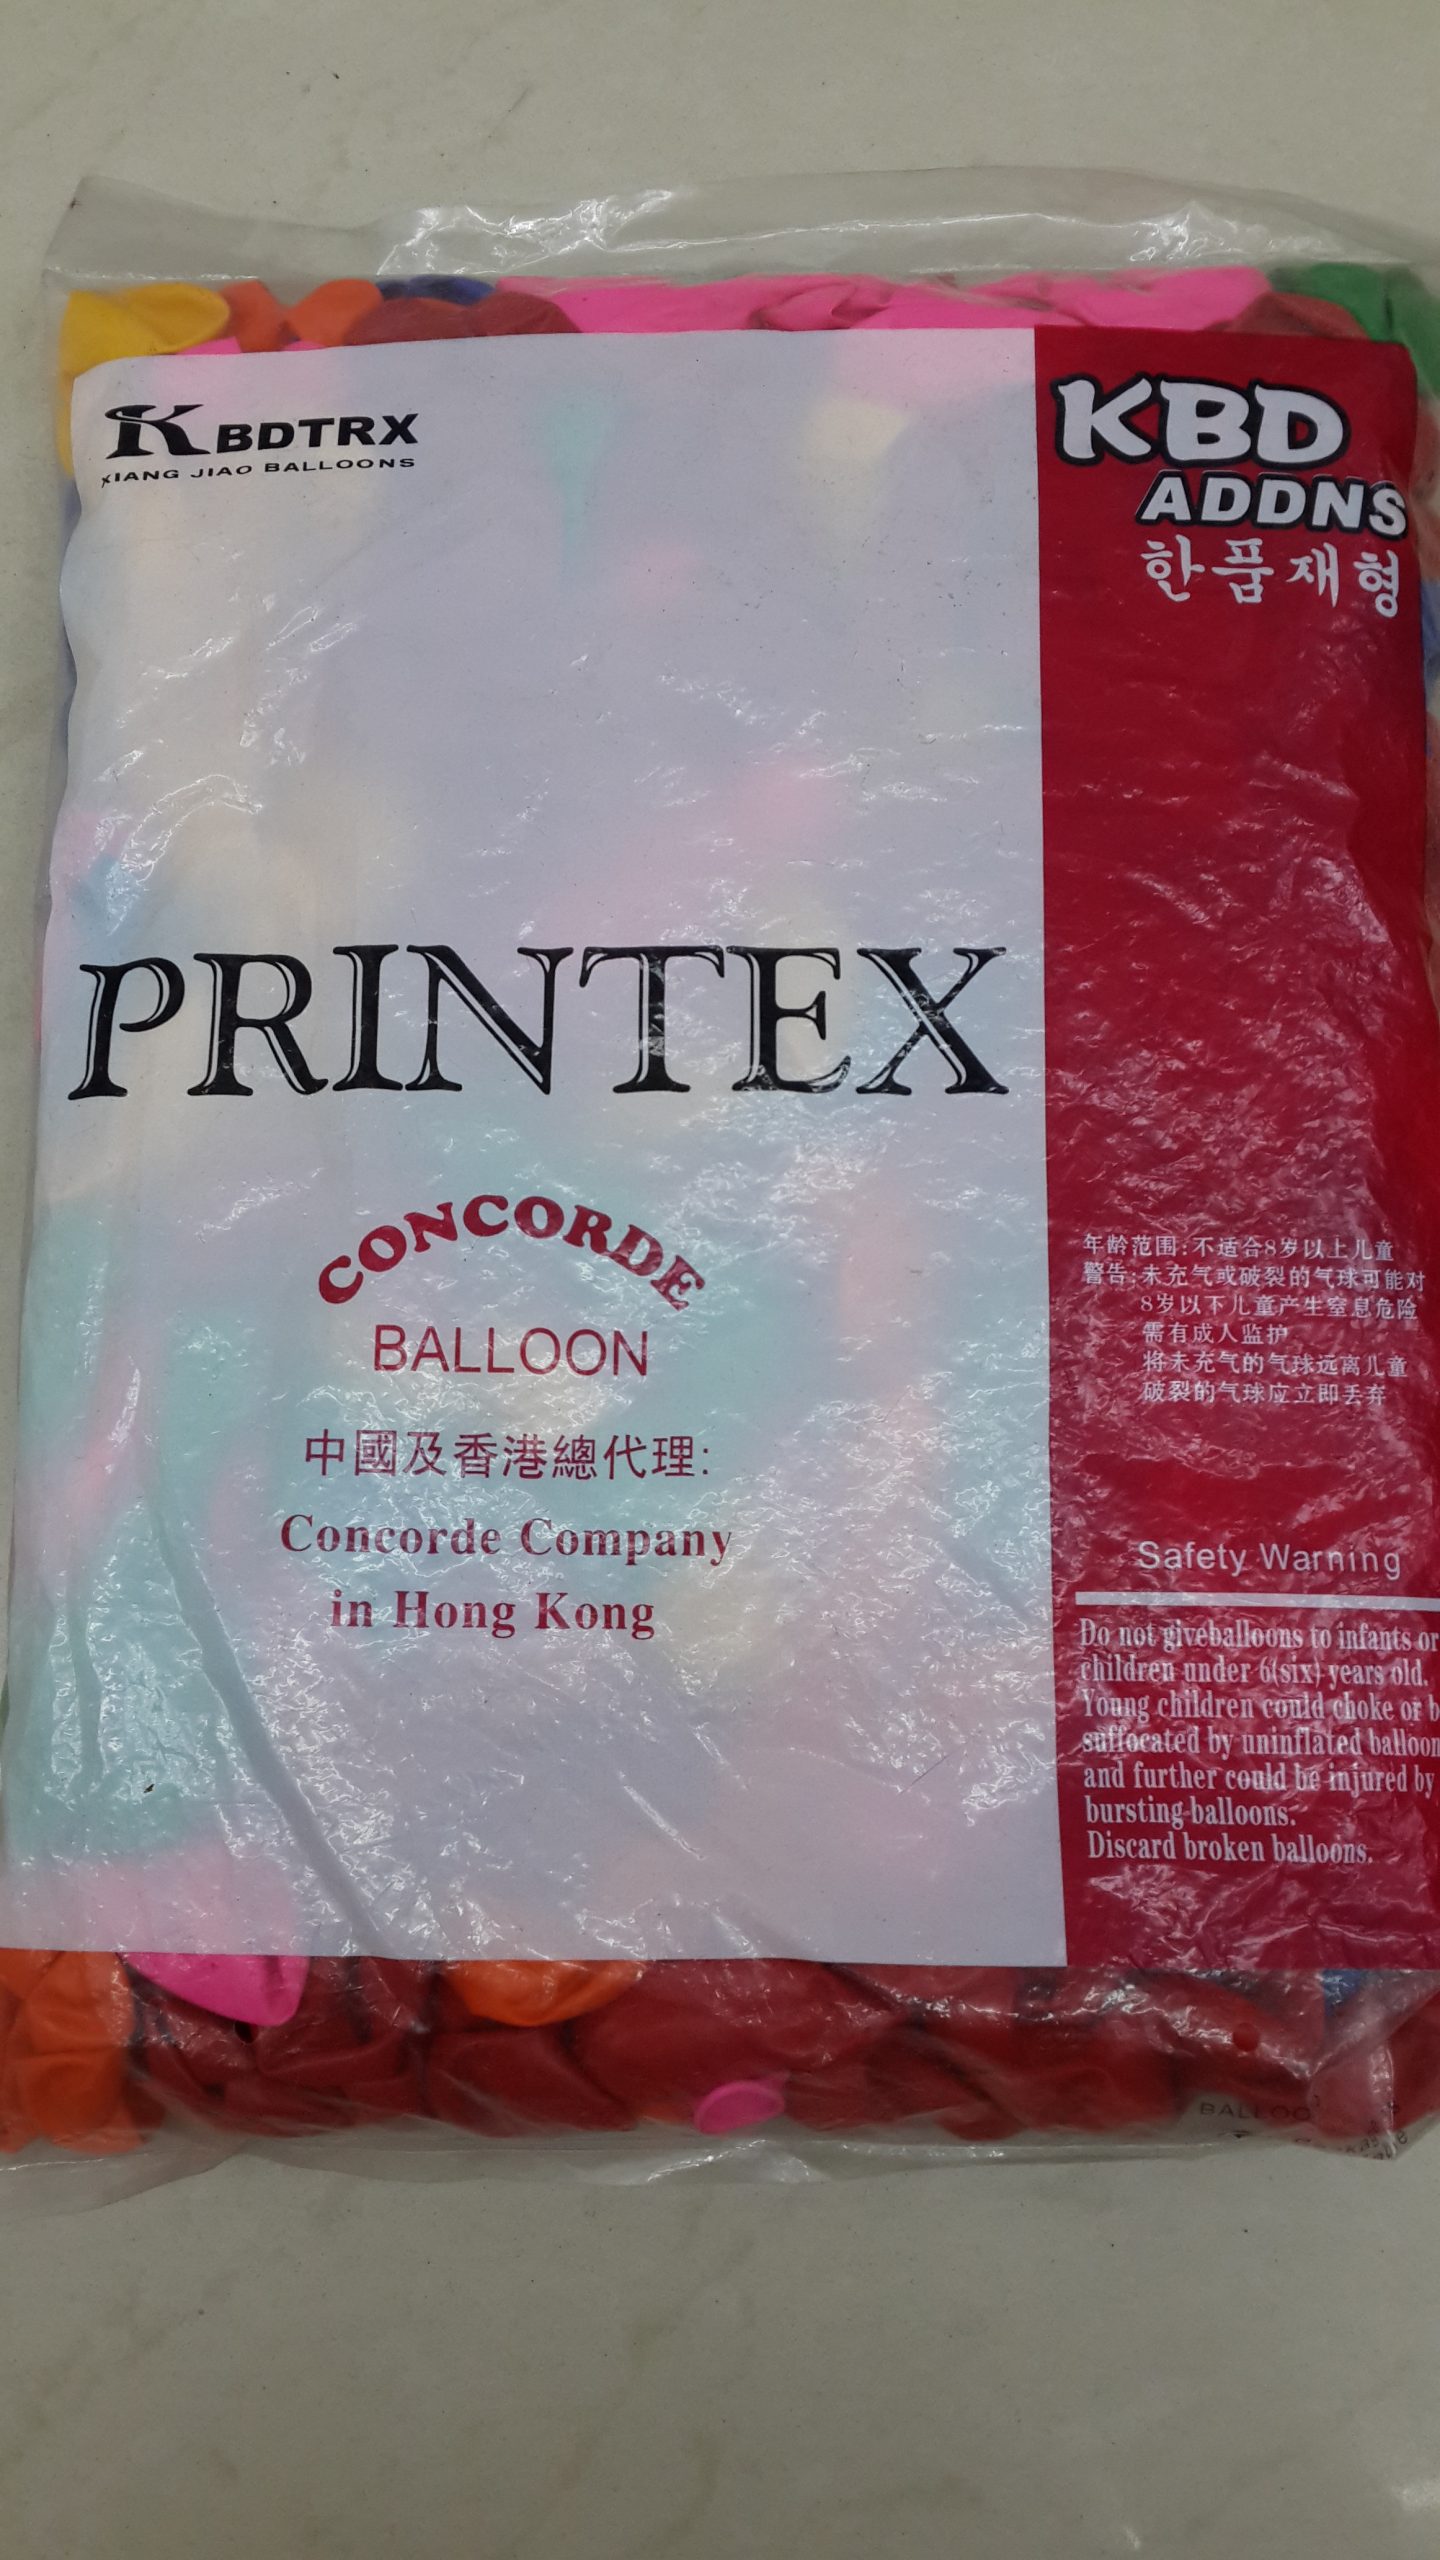 KBDTRX
XIANG JIAO BALLOONS
KBD
ADDNS
한품재형
PRINTEX
CONCORDE
BALLOON
中國及香港總代理:
Concorde Company
in Hong Kong
年龄范围:不适合8岁以上儿童
警告:未充气或破裂的气球可能对
8岁以下儿童产生窒息危险
需有成人监护
将未充气的气球远离儿童
破裂的气球应立即丢弃
Safety Warning
Do not giveballoons to infants or
children under 6(six) years old.
Young children could choke or b
suffocated by uninflated balloon
and further could be injured by
bursting balloons.
Discard broken balloons.